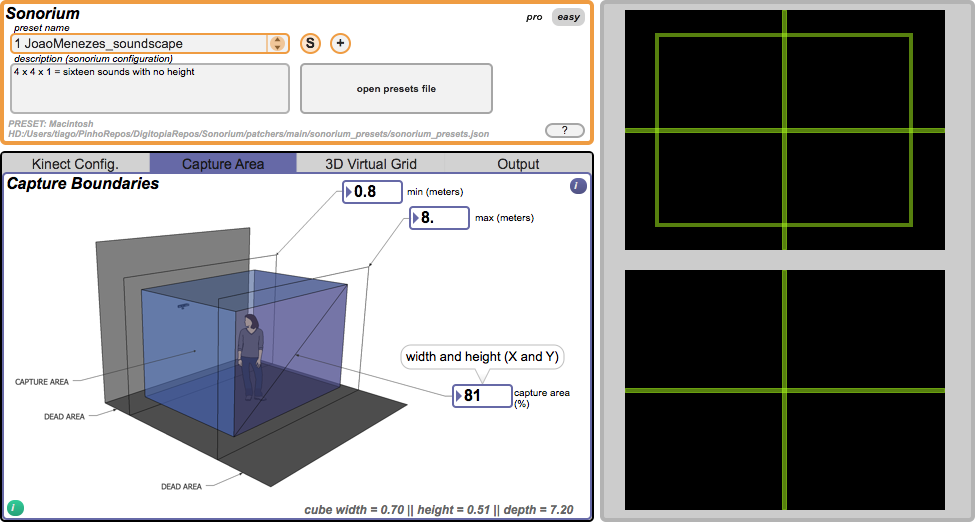 Sonorium
pro easy
preset name
1 JoaoMenezes_soundscape
S +
description (sonorium configuration)
4 x 4 x 1 = sixteen sounds with no height
open presets file
PRESET: Macintosh
HD:/Users/tiago/PinhoRepos/DigitopiaRepos/Sonorium/patchers/main/sonorium_presets/sonorium_presets.json
?
Kinect Config. Capture Area 3D Virtual Grid Output
Capture Boundaries
i
0.8 min (meters)
8. max (meters)
width and height (X and Y)
CAPTURE AREA
81 capture area
(%)
DEAD AREA
DEAD AREA
i
cube width = 0.70 || height = 0.51 || depth = 7.20